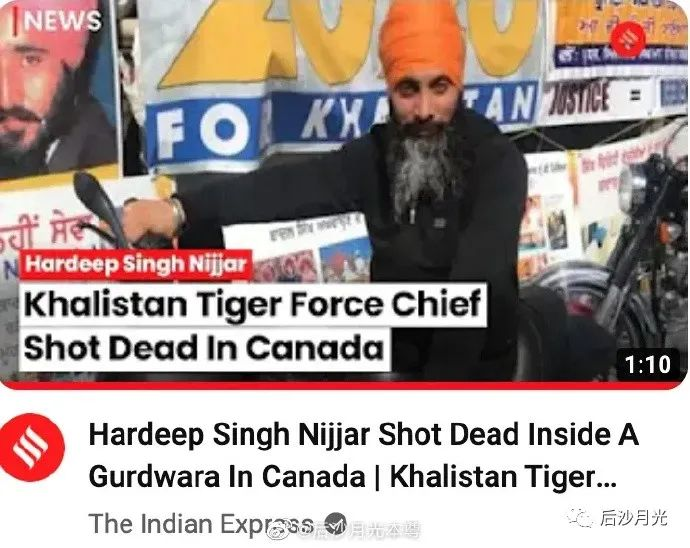 NEWS
2020
FOR KHALISTAN
JUSTICE =
Hardeep Singh Nijjar
Khalistan Tiger Force Chief
Shot Dead In Canada
1:10
Hardeep Singh Nijjar Shot Dead Inside A
Gurdwara In Canada | Khalistan Tiger...
The Indian Express
@后沙月光本尊
后沙月光